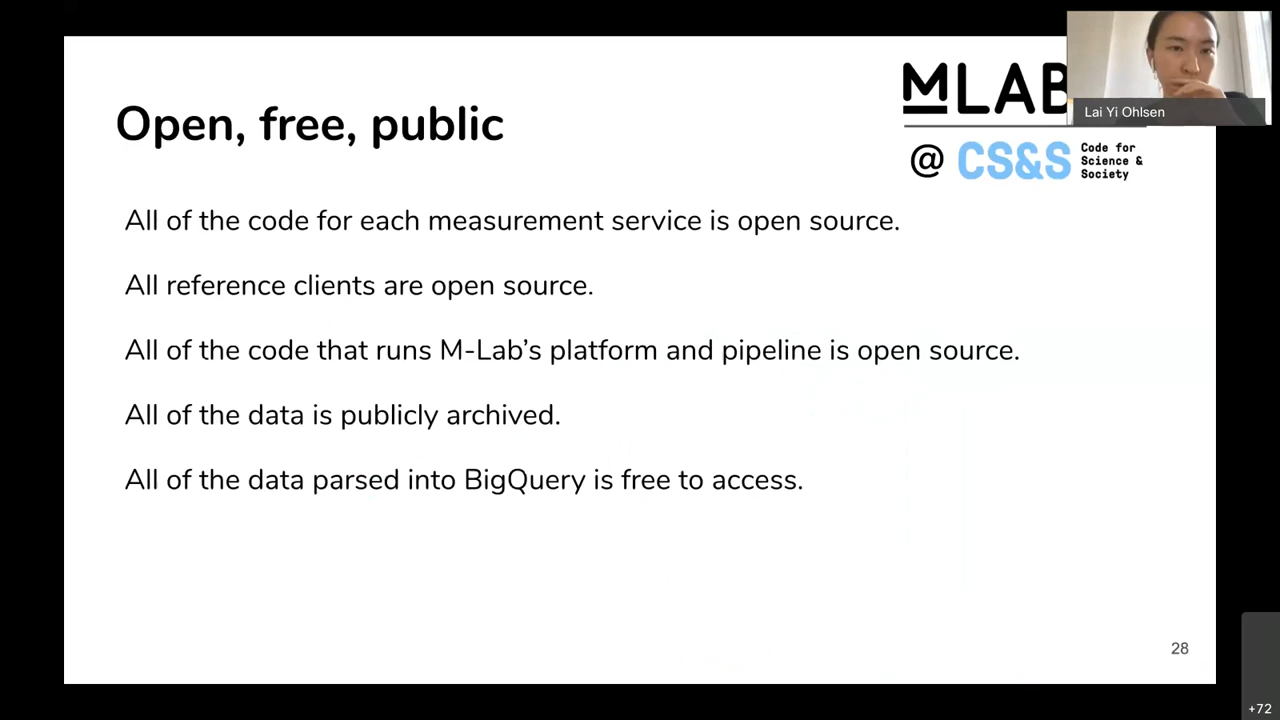 Open, free, public
MLAB
Lai Yi Ohlsen
@ CS&S Code for
Science &
Society
All of the code for each measurement service is open source.
All reference clients are open source.
All of the code that runs M-Lab’s platform and pipeline is open source.
All of the data is publicly archived.
All of the data parsed into BigQuery is free to access.
28
+72